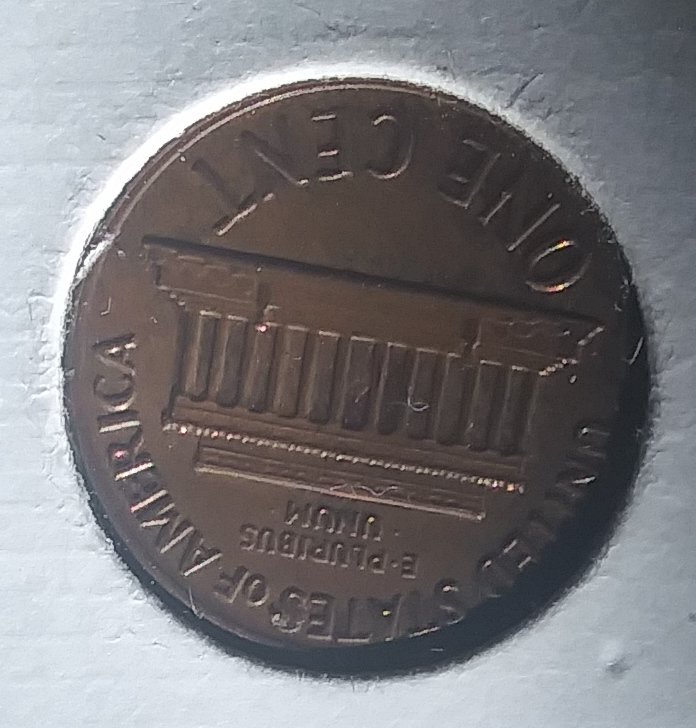 UNITED STATES OF AMERICA
E·PLURIBUS
·UNUM·
ONE CENT